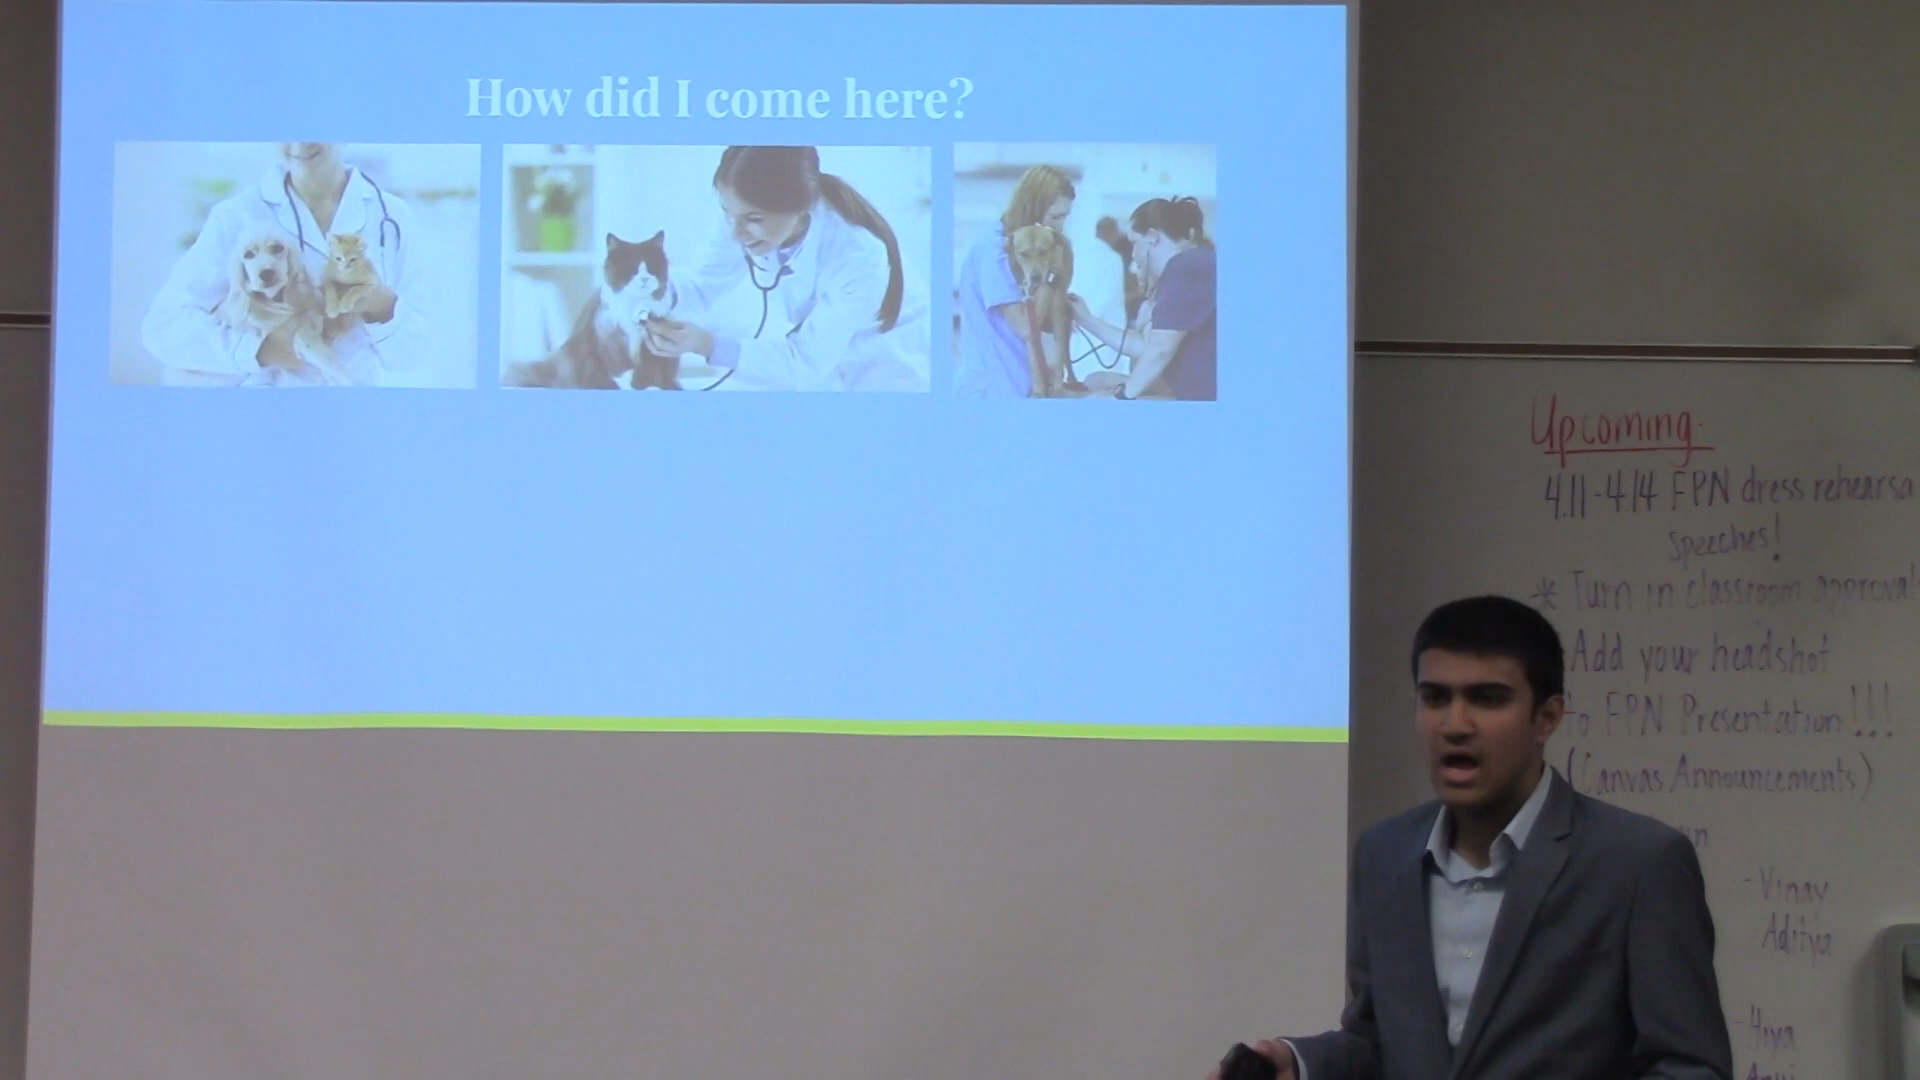 How did I come here?
Upcoming.
4.11-4.14 FPN dress rehearsa
speeches!
* Turn in classroom approval
Add your headshot
to FPN Presentation!!!
(Canvas Announcements)
- Vinay
- Aditya
- Hiya